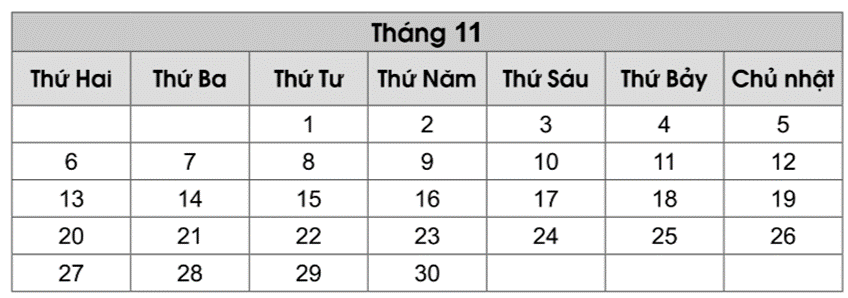 Tháng 11
Thứ Hai Thứ Ba Thứ Tư Thứ Năm Thứ Sáu Thứ Bảy Chủ nhật
1 2 3 4 5
6 7 8 9 10 11 12
13 14 15 16 17 18 19
20 21 22 23 24 25 26
27 28 29 30